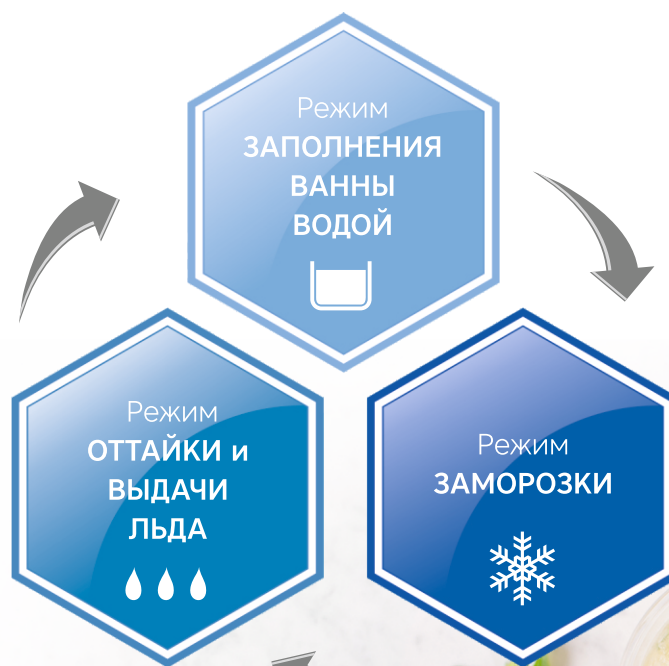 Режим
ЗАПОЛНЕНИЯ
ВАННЫ
ВОДОЙ
Режим
ОТТАЙКИ и
ВЫДАЧИ
ЛЬДА
Режим
ЗАМОРОЗКИ